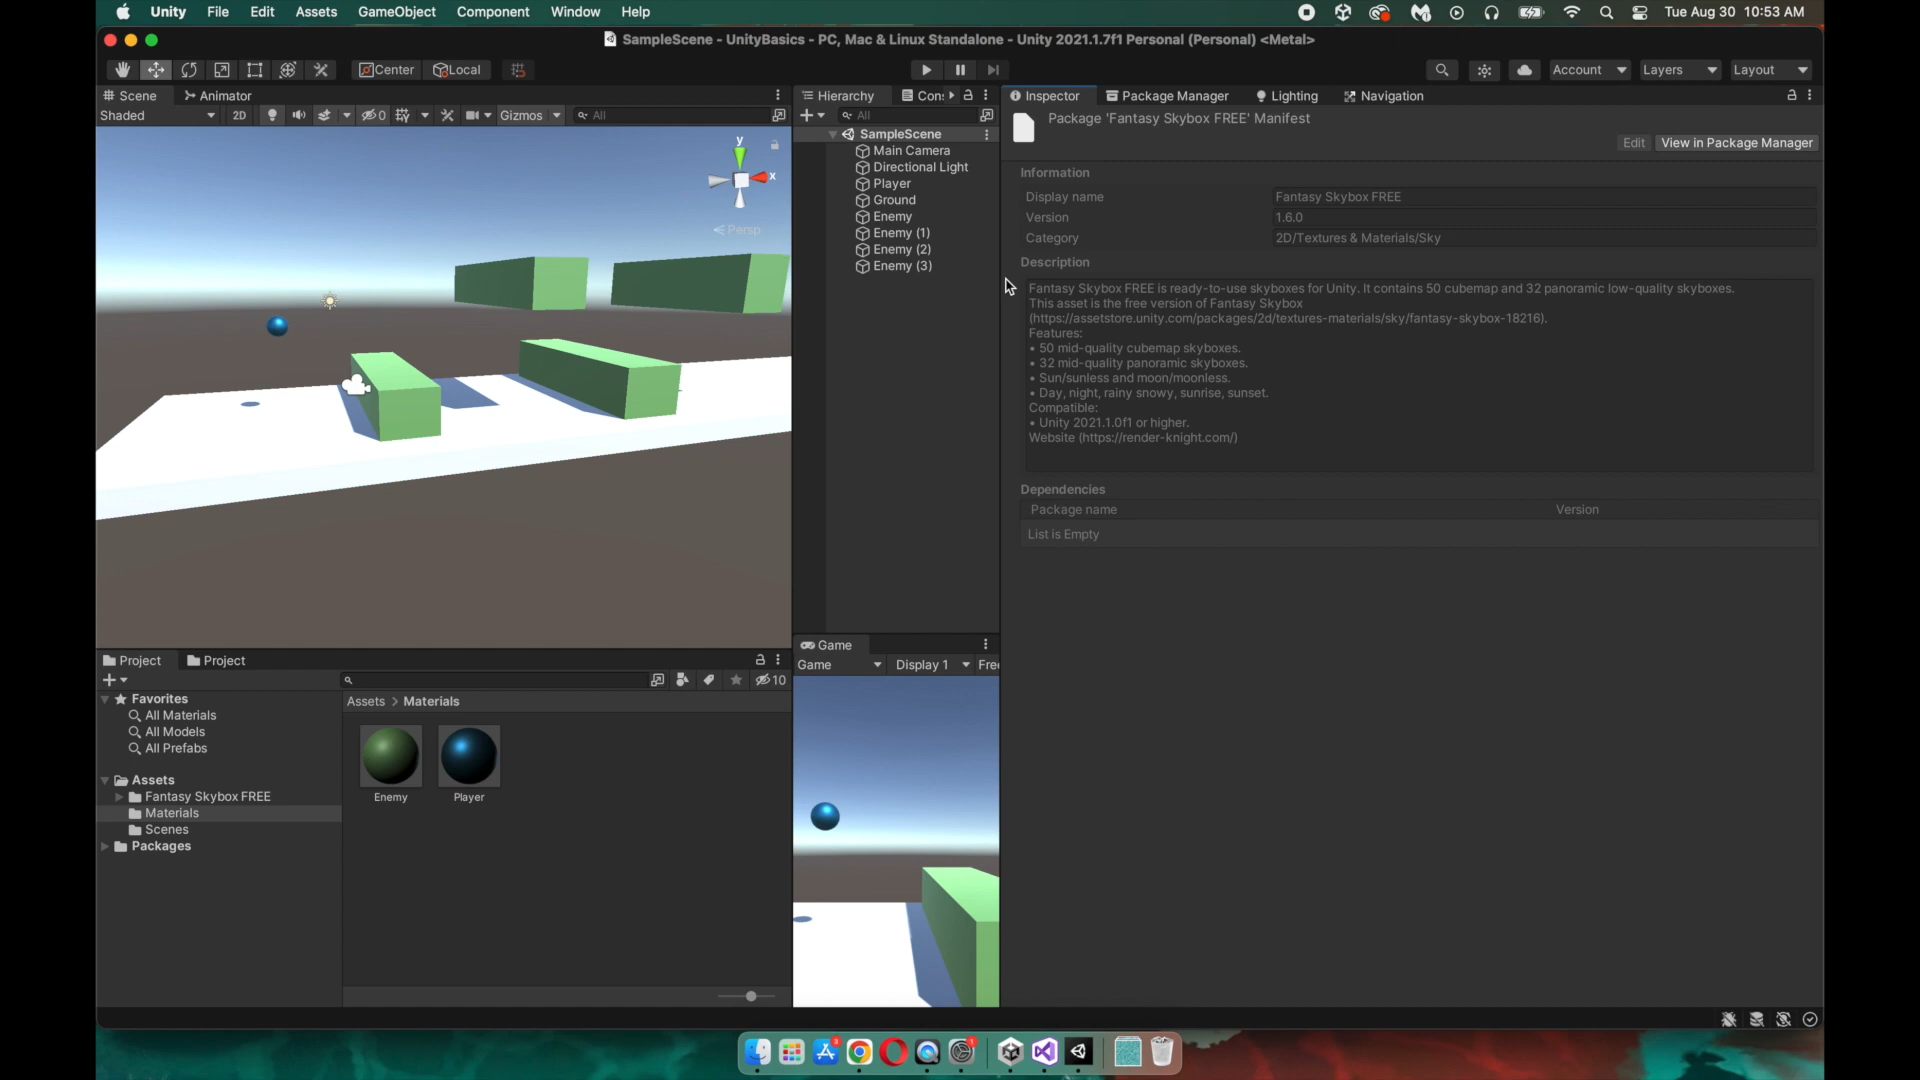 Unity File Edit Assets GameObject Component Window Help Tue Aug 30 10:53 AM
SampleScene - UnityBasics - PC, Mac & Linux Standalone - Unity 2021.1.7f1 Personal (Personal) <Metal>
Center Local Account Layers Layout
Scene Animator
Shaded 2D 0 Gizmos All
y
x
Persp
Hierarchy Con
All
SampleScene
Main Camera
Directional Light
Player
Ground
Enemy
Enemy (1)
Enemy (2)
Enemy (3)
Inspector Package Manager Lighting Navigation
Package 'Fantasy Skybox FREE' Manifest
Edit View in Package Manager
Information
Display name Fantasy Skybox FREE
Version 1.6.0
Category 2D/Textures & Materials/Sky
Description
Fantasy Skybox FREE is ready-to-use skyboxes for Unity. It contains 50 cubemap and 32 panoramic low-quality skyboxes.
This asset is the free version of Fantasy Skybox
(https://assetstore.unity.com/packages/2d/textures-materials/sky/fantasy-skybox-18216).
Features:
• 50 mid-quality cubemap skyboxes.
• 32 mid-quality panoramic skyboxes.
• Sun/sunless and moon/moonless.
• Day, night, rainy snowy, sunrise, sunset.
Compatible:
• Unity 2021.1.0f1 or higher.
Website (https://render-knight.com/)
Dependencies
Package name Version
List is Empty
Game
Game Display 1 Free
Project Project
10
Favorites
All Materials
All Models
All Prefabs
Assets
Fantasy Skybox FREE
Materials
Scenes
Packages
Assets > Materials
Enemy Player
3
1